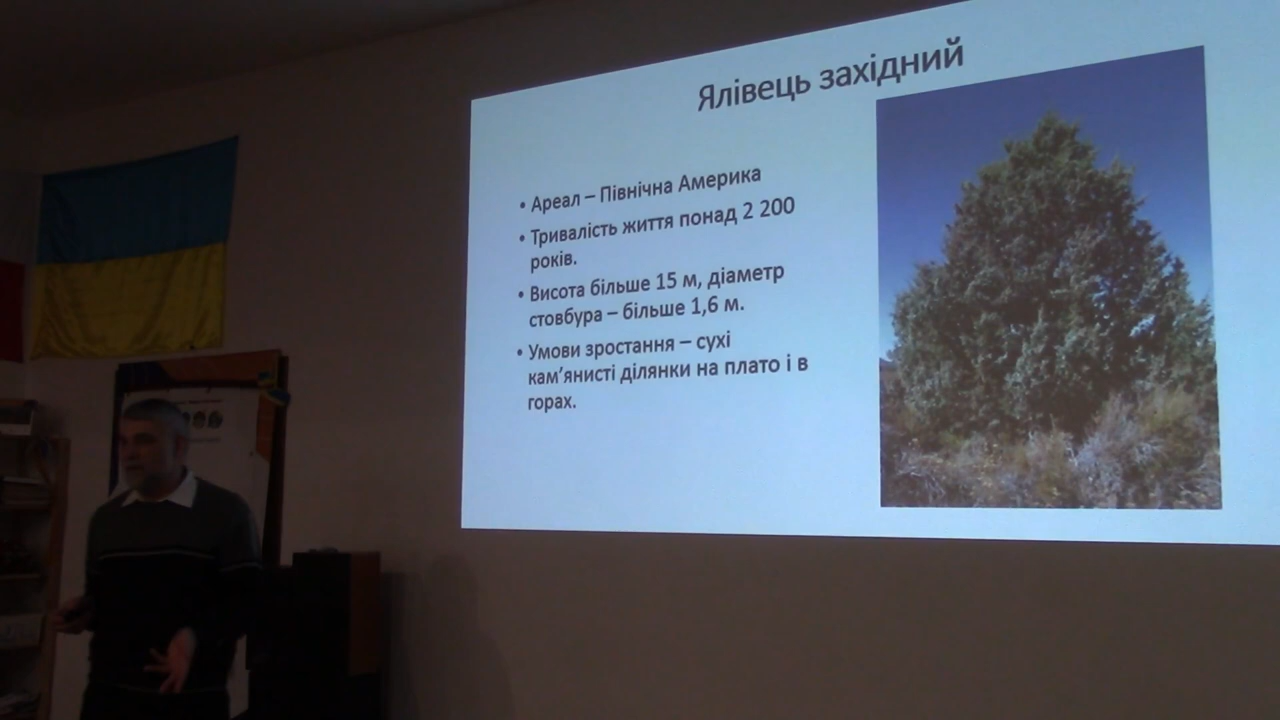 Ялівець західний
• Ареал – Північна Америка
• Тривалість життя понад 2 200
років.
• Висота більше 15 м, діаметр
стовбура – більше 1,6 м.
• Умови зростання – сухі
кам’янисті ділянки на плато і в
горах.